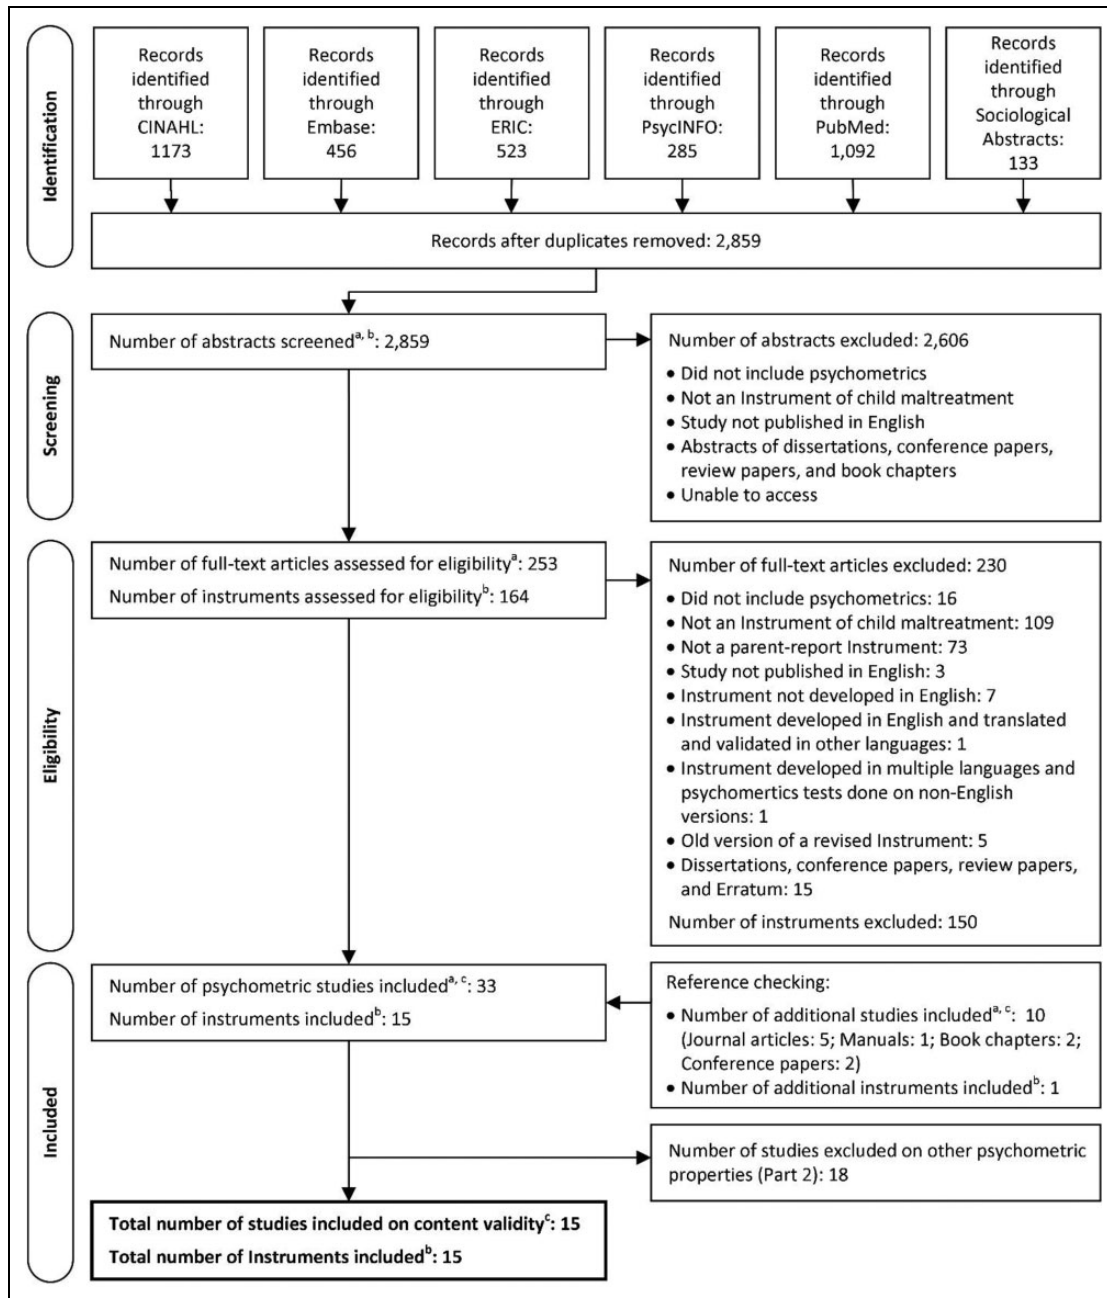 Identification
Records
identified
through
CINAHL:
1173
Records
identified
through
Embase:
456
Records
identified
through
ERIC:
523
Records
identified
through
PsycINFO:
285
Records
identified
through
PubMed:
1,092
Records
identified
through
Sociological
Abstracts:
133
Records after duplicates removed: 2,859
Screening
Number of abstracts screened^a, b: 2,859
Number of abstracts excluded: 2,606
• Did not include psychometrics
• Not an Instrument of child maltreatment
• Study not published in English
• Abstracts of dissertations, conference papers,
review papers, and book chapters
• Unable to access
Eligibility
Number of full-text articles assessed for eligibility^a: 253
Number of instruments assessed for eligibility^b: 164
Number of full-text articles excluded: 230
• Did not include psychometrics: 16
• Not an Instrument of child maltreatment: 109
• Not a parent-report Instrument: 73
• Study not published in English: 3
• Instrument not developed in English: 7
• Instrument developed in English and translated
and validated in other languages: 1
• Instrument developed in multiple languages and
psychomertics tests done on non-English
versions: 1
• Old version of a revised Instrument: 5
• Dissertations, conference papers, review papers,
and Erratum: 15
Number of instruments excluded: 150
Included
Number of psychometric studies included^a, c: 33
Number of instruments included^b: 15
Reference checking:
• Number of additional studies included^a, c: 10
(Journal articles: 5; Manuals: 1; Book chapters: 2;
Conference papers: 2)
• Number of additional instruments included^b: 1
Number of studies excluded on other psychometric
properties (Part 2): 18
Total number of studies included on content validity^c: 15
Total number of Instruments included^b: 15